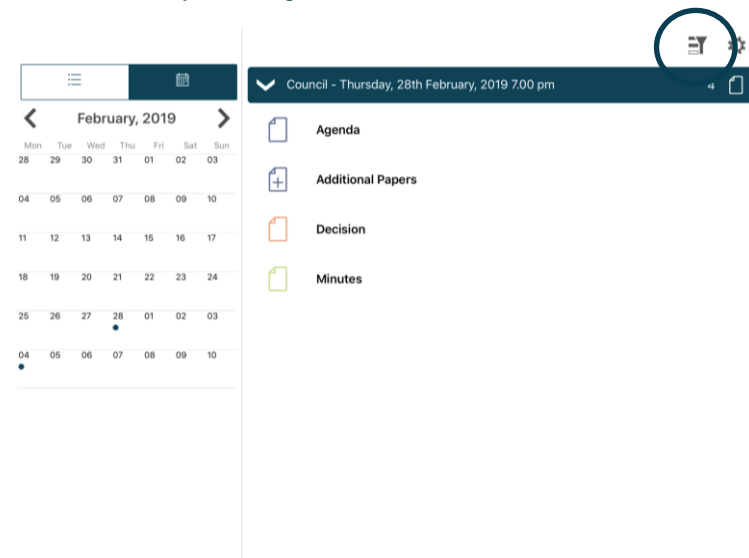 February, 2019
Mon Tue Wed Thu Fri Sat Sun
28 29 30 31 01 02 03
04 05 06 07 08 09 10
11 12 13 14 15 16 17
18 19 20 21 22 23 24
25 26 27 28 01 02 03
04 05 06 07 08 09 10
Council - Thursday, 28th February, 2019 7.00 pm 4
Agenda
Additional Papers
Decision
Minutes